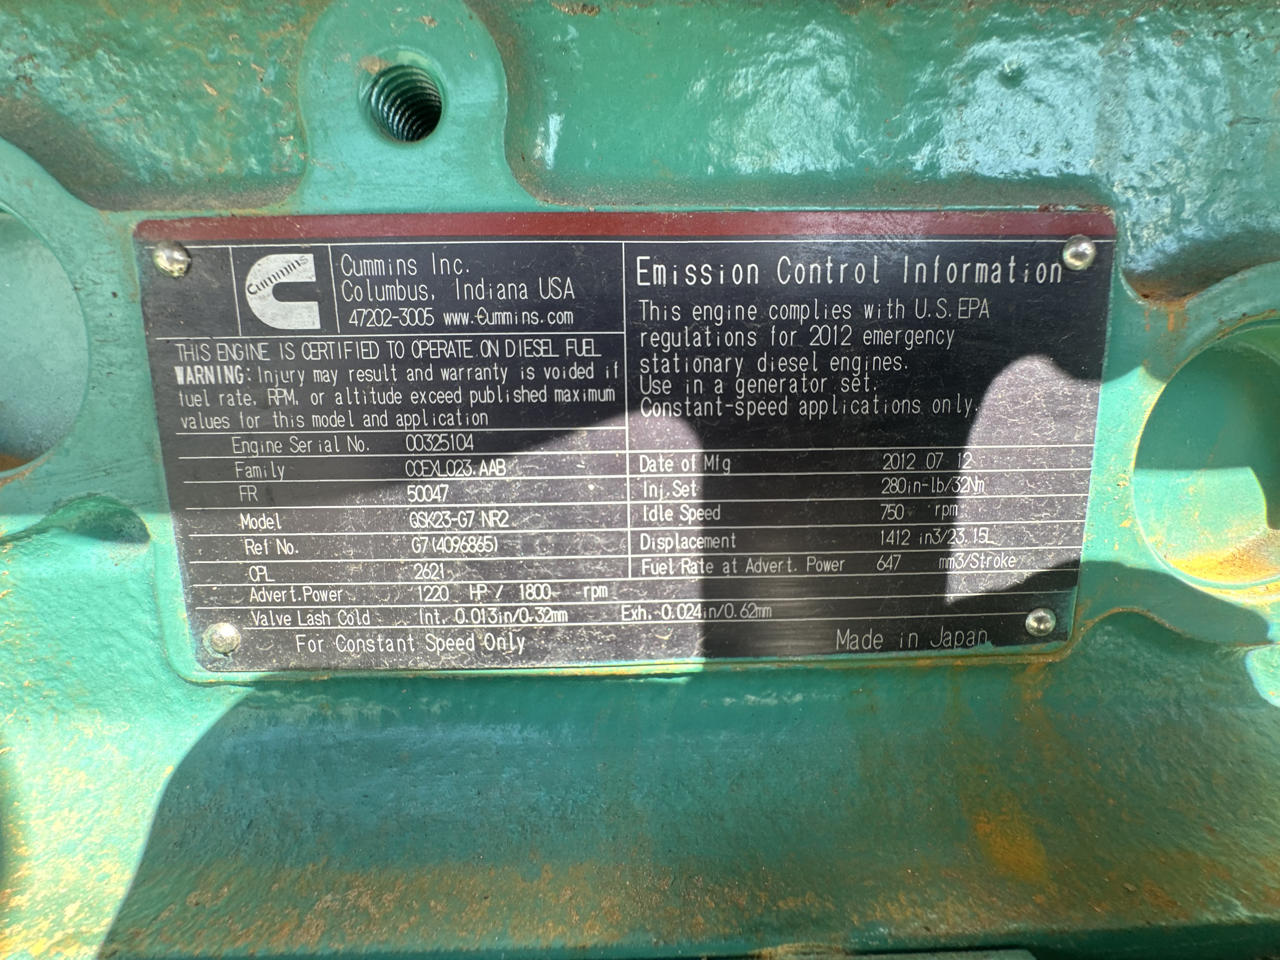 Cummins
Cummins Inc.
Columbus, Indiana USA
47202-3005 www.Cummins.com
THIS ENGINE IS CERTIFIED TO OPERATE ON DIESEL FUEL
WARNING: Injury may result and warranty is voided if
fuel rate, RPM, or altitude exceed published maximum
values for this model and application
Engine Serial No. 00325104
Family CCEXL023.AAB
FR 50047
Model QSK23-G7 NR2
Ref No. G7(4096865)
CPL 2621
Advert.Power 1220 HP / 1800 rpm
Valve Lash Cold Int. 0.013in/0.32mm Exh. 0.024in/0.62mm
For Constant Speed Only
Emission Control Information
This engine complies with U.S.EPA
regulations for 2012 emergency
stationary diesel engines.
Use in a generator set.
Constant-speed applications only.
Date of Mfg 2012 07 12
Inj.Set 280in-lb/32Nm
Idle Speed 750 rpm
Displacement 1412 in3/23.15L
Fuel Rate at Advert. Power 647 mm3/Stroke
Made in Japan